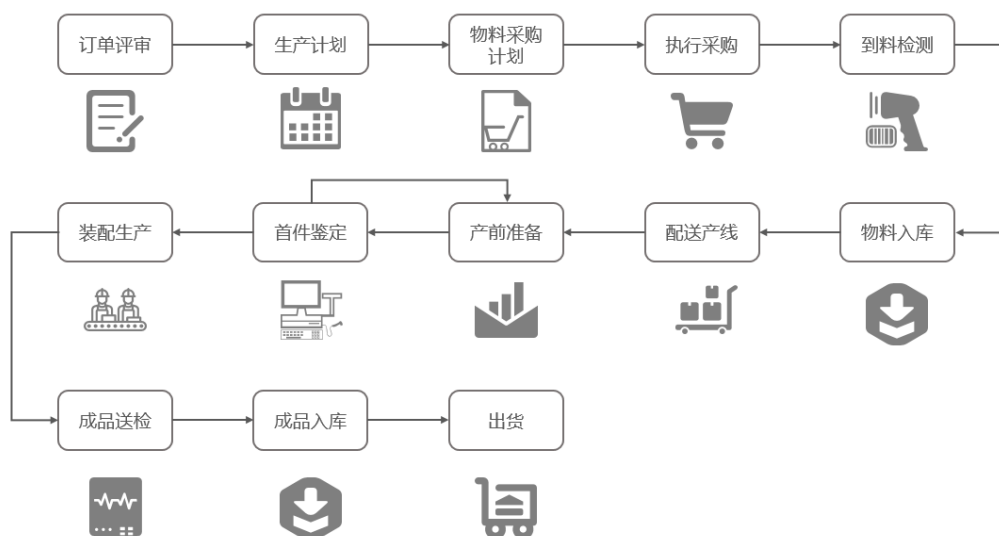 订单评审
生产计划
物料采购
计划
执行采购
到料检测
装配生产
首件鉴定
产前准备
配送产线
物料入库
成品送检
成品入库
出货